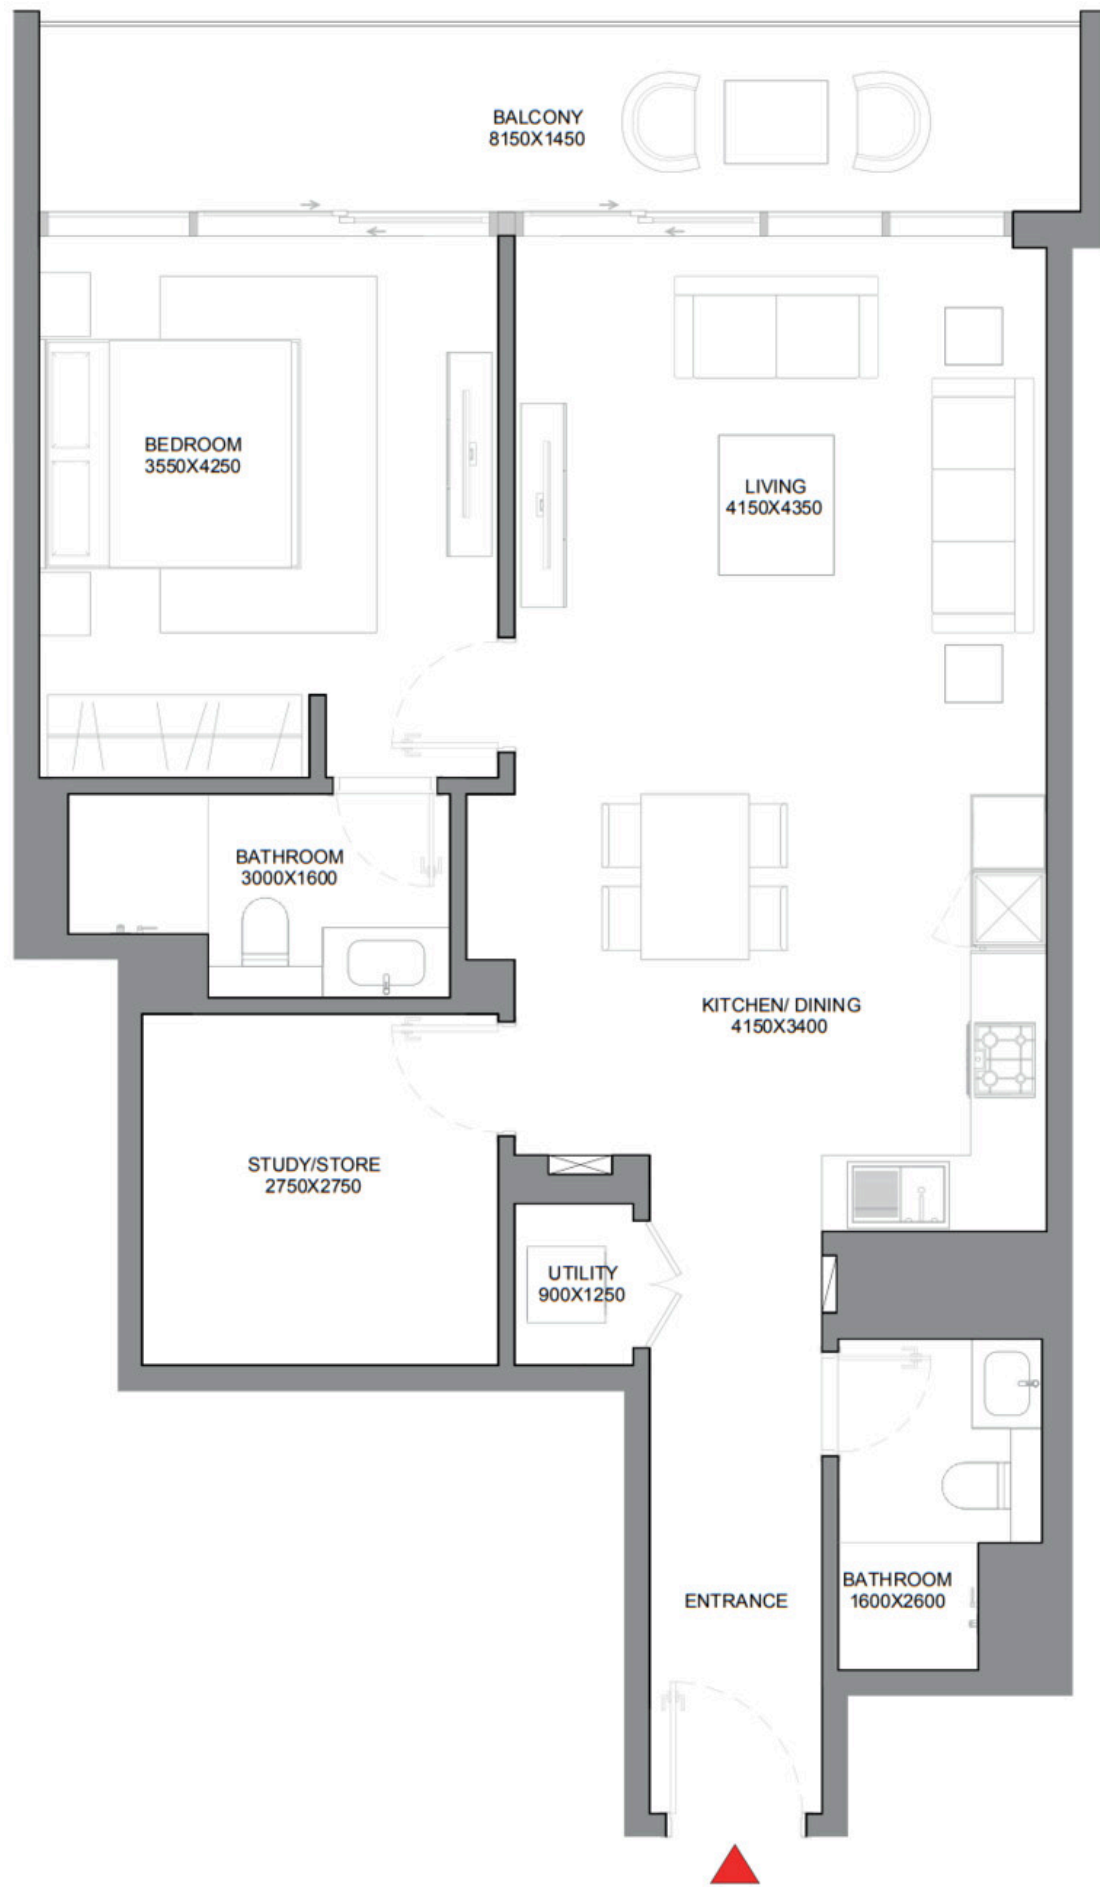 BALCONY
8150X1450
BEDROOM
3550X4250
LIVING
4150X4350
BATHROOM
3000X1600
KITCHEN/ DINING
4150X3400
STUDY/STORE
2750X2750
UTILITY
900X1250
BATHROOM
1600X2600
ENTRANCE